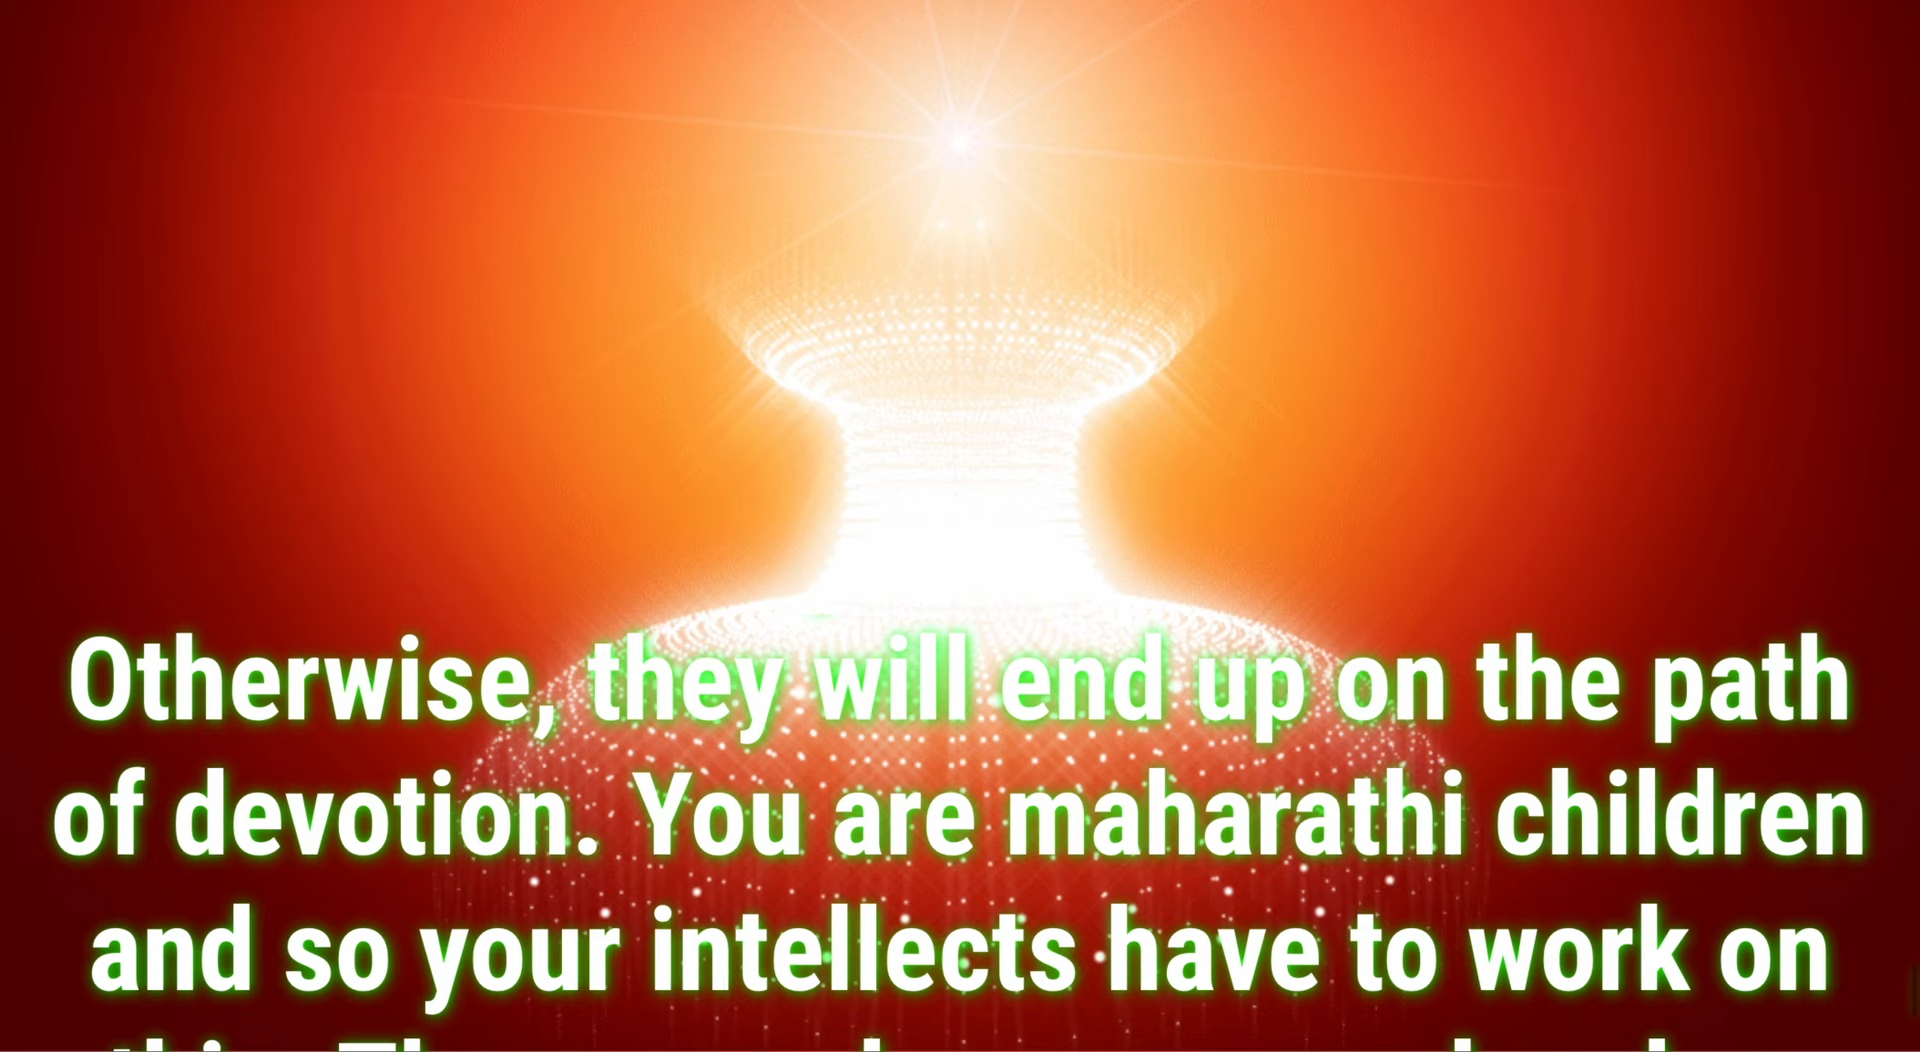 Otherwise, they will end up on the path
of devotion. You are maharathi children
and so your intellects have to work on